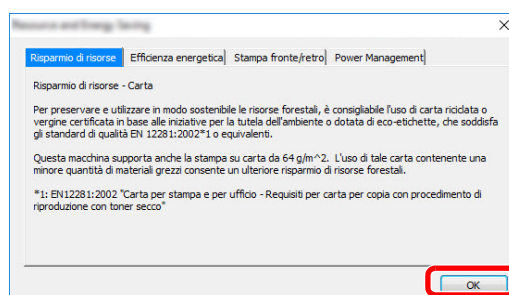 Resource and Energy Saving
Risparmio di risorse Efficienza energetica Stampa fronte/retro Power Management
Risparmio di risorse - Carta
Per preservare e utilizzare in modo sostenibile le risorse forestali, è consigliabile l'uso di carta riciclata o
vergine certificata in base alle iniziative per la tutela dell'ambiente o dotata di eco-etichette, che soddisfa
gli standard di qualità EN 12281:2002*1 o equivalenti.
Questa macchina supporta anche la stampa su carta da 64 g/m^2. L'uso di tale carta contenente una
minore quantità di materiali grezzi consente un ulteriore risparmio di risorse forestali.
*1: EN12281:2002 "Carta per stampa e per ufficio - Requisiti per carta per copia con procedimento di
riproduzione con toner secco"
OK